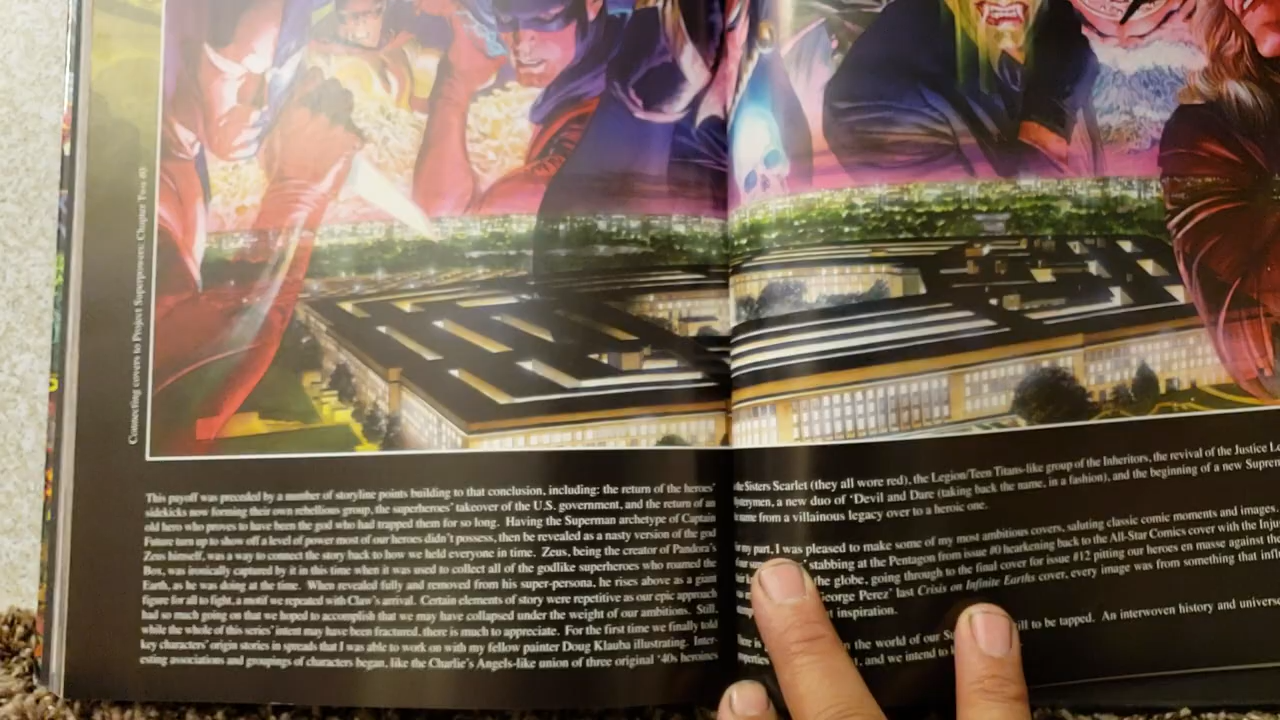 Connecting covers to Project Superpowers: Chapter Two #0
This payoff was preceded by a number of storyline points building to that conclusion, including: the return of the heroes'
sidekicks now forming their own rebellious group, the superheroes' takeover of the U.S. government, and the return of an
old hero who proves to have been the god who had trapped them for so long. Having the Superman archetype of Captain
Future turn up to show off a level of power most of our heroes didn't possess, then be revealed as a nasty version of the god
Zeus himself, was a way to connect the story back to how we held everyone in time. Zeus, being the creator of Pandora's
Box, was ironically captured by it in this time when it was used to collect all of the godlike superheroes who roamed the
Earth, as he was doing at the time. When revealed fully and removed from his super-persona, he rises above as a giant
figure for all to fight, a motif we repeated with Claw's arrival. Certain elements of story were repetitive as our epic approach
had so much going on that we hoped to accomplish that we may have collapsed under the weight of our ambitions. Still,
while the whole of this series' intent may have been fractured, there is much to appreciate. For the first time we finally told
key characters' origin stories in spreads that I was able to work on with my fellow painter Doug Klauba illustrating. Inter-
esting associations and groupings of characters began, like the Charlie's Angels-like union of three original '40s heroines
the Sisters Scarlet (they all wore red), the Legion/Teen Titans-like group of the Inheritors, the revival of the Justice
a new duo of 'Devil and Dare (taking back the name, in a fashion), and the beginning of a new
name from a villainous legacy over to a heroic one.
For my part, I was pleased to make some of my most ambitious covers, saluting classic comic moments and images.
stabbing at the Pentagon from issue #0 hearkening back to the All-Star Comics cover with the
the globe, going through to the final cover for issue #12 pitting our heroes en masse against the
George Perez' last Crisis on Infinite Earths cover, every image was from something that
inspiration.
the world of our to be tapped. An interwoven history and
and we intend to